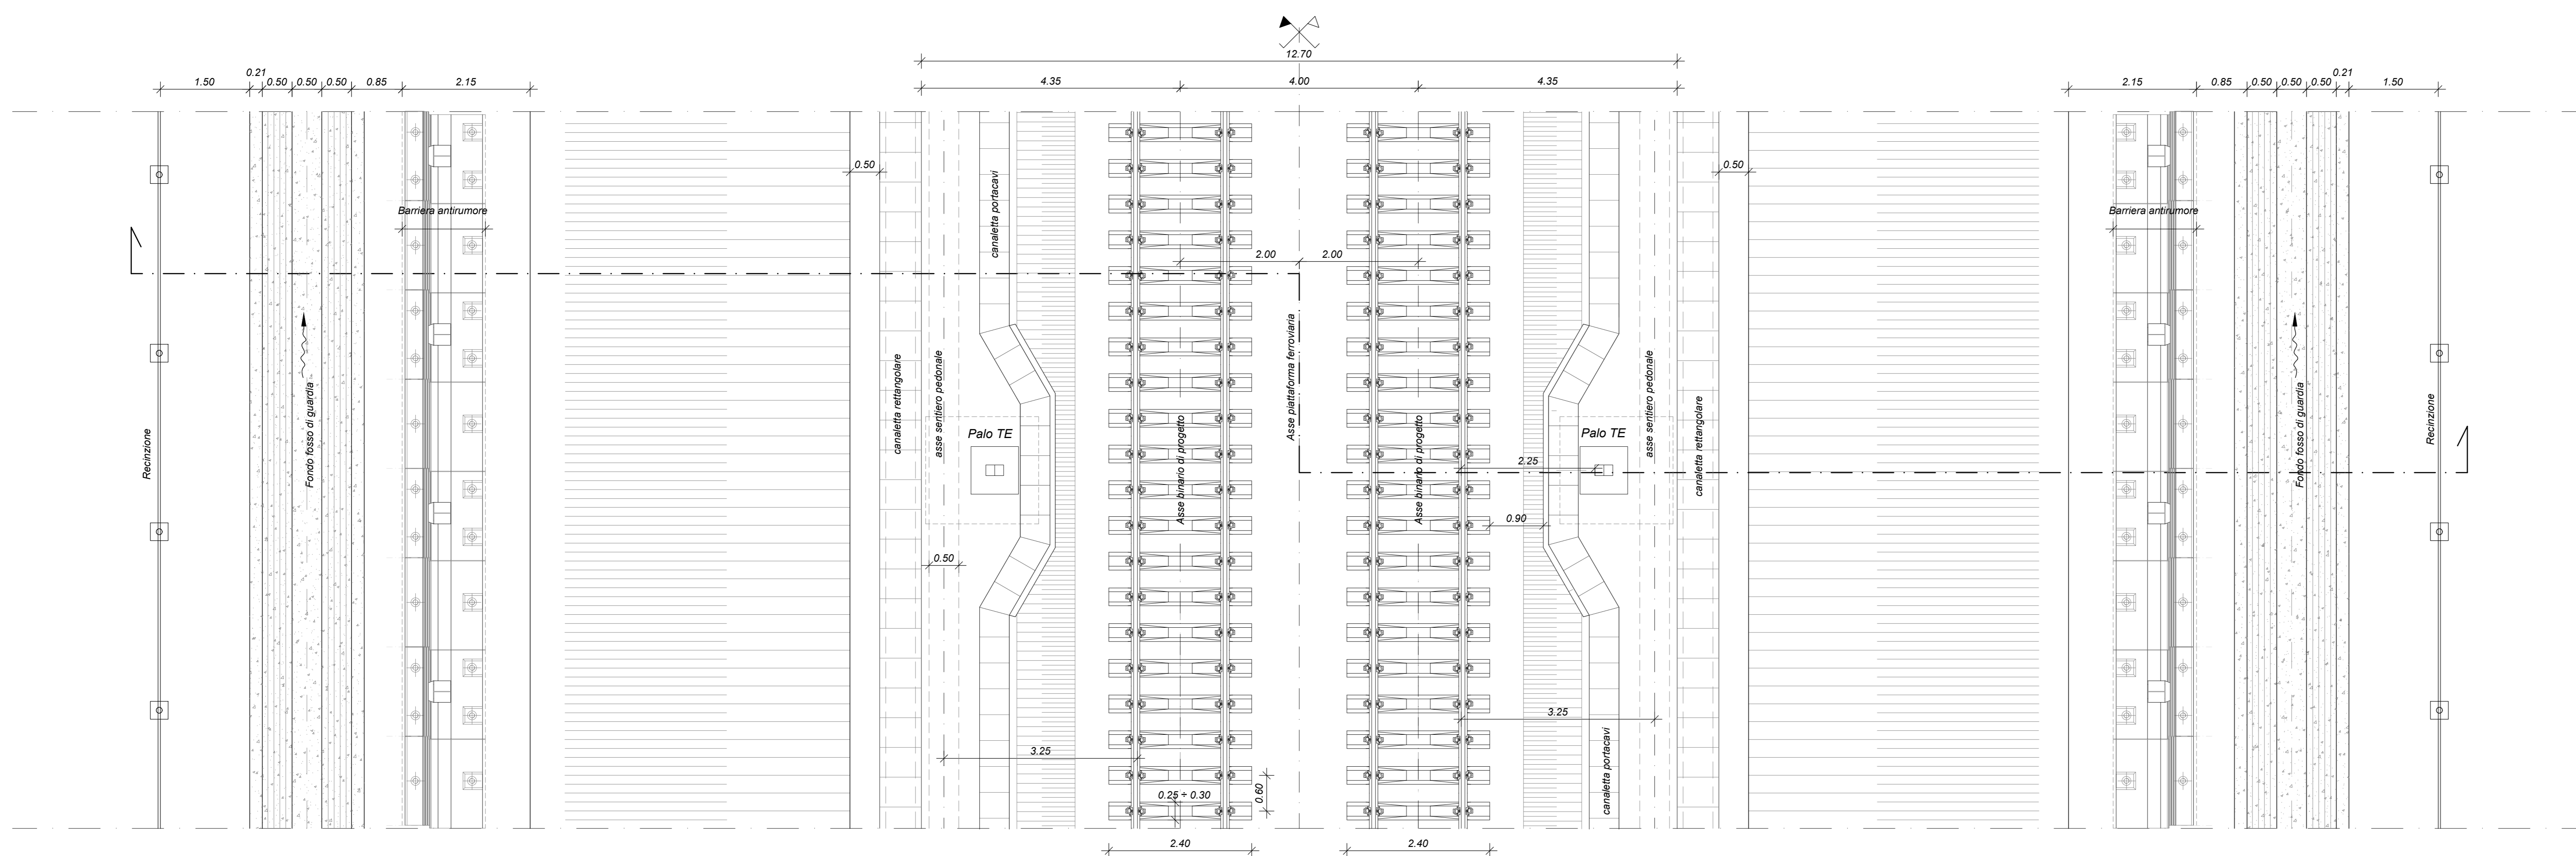 12.70
4.35
4.00
4.35
1.50
0.21
0.50
0.50
0.50
0.85
2.15
2.15
0.85
0.50
0.50
0.50
0.21
1.50
0.50
0.50
canaletta portacavi
Barriera antirumore
Barriera antirumore
2.00
2.00
Recinzione
Fondo fosso di guardia
canaletta rettangolare
asse sentiero pedonale
Palo TE
Asse binario di progetto
Asse piattaforma ferroviaria
Asse binario di progetto
Palo TE
asse sentiero pedonale
canaletta rettangolare
Fondo fosso di guardia
Recinzione
2.25
0.90
0.50
3.25
3.25
canaletta portacavi
0.25 ÷ 0.30
0.60
2.40
2.40